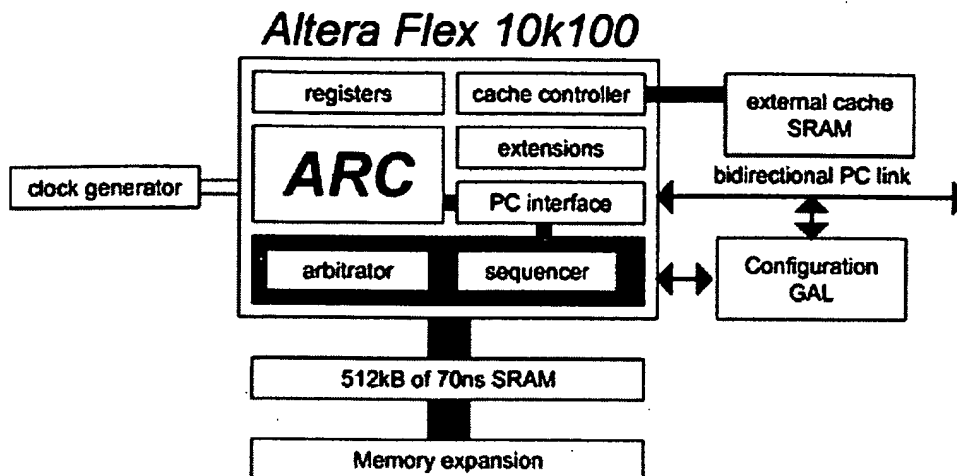 Altera Flex 10k100
registers
cache controller
external cache
SRAM
ARC
extensions
clock generator
bidirectional PC link
PC interface
arbitrator
sequencer
Configuration
GAL
512kB of 70ns SRAM
Memory expansion